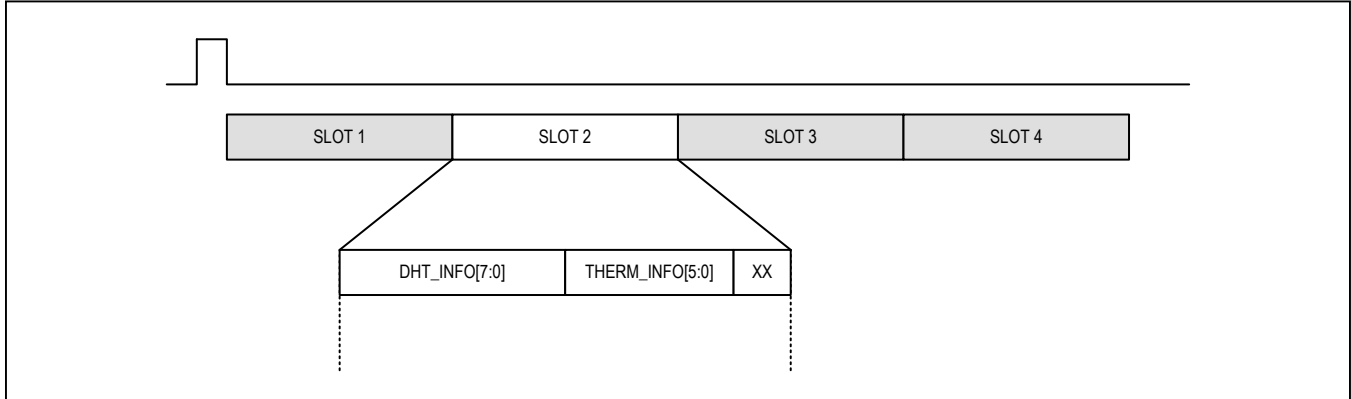 SLOT 1 SLOT 2 SLOT 3 SLOT 4
DHT_INFO[7:0] THERM_INFO[5:0] XX